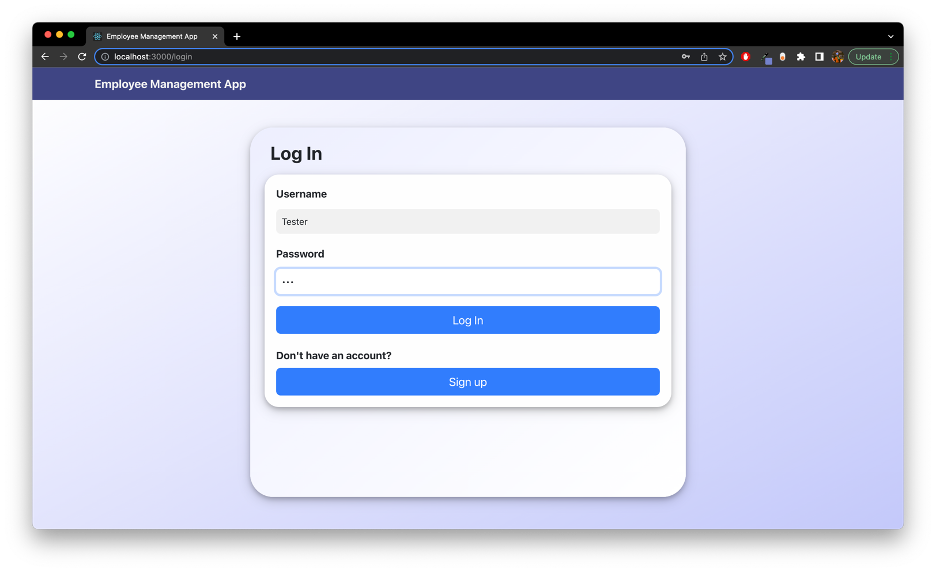 Employee Management App
localhost:3000/login
Update
Employee Management App
Log In
Username
Tester
Password
•••
Log In
Don't have an account?
Sign up